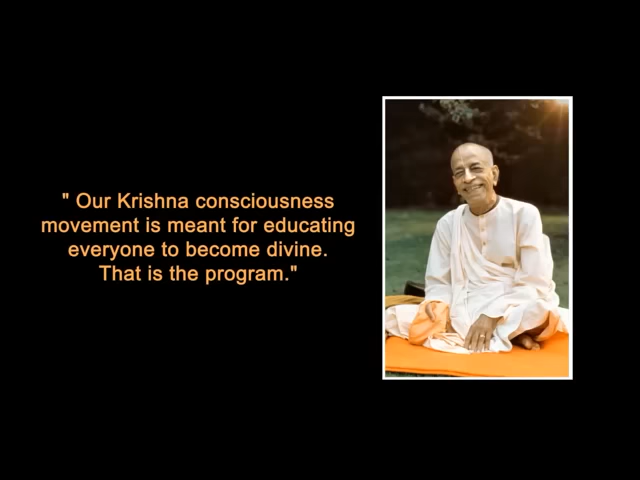 " Our Krishna consciousness
movement is meant for educating
everyone to become divine.
That is the program."